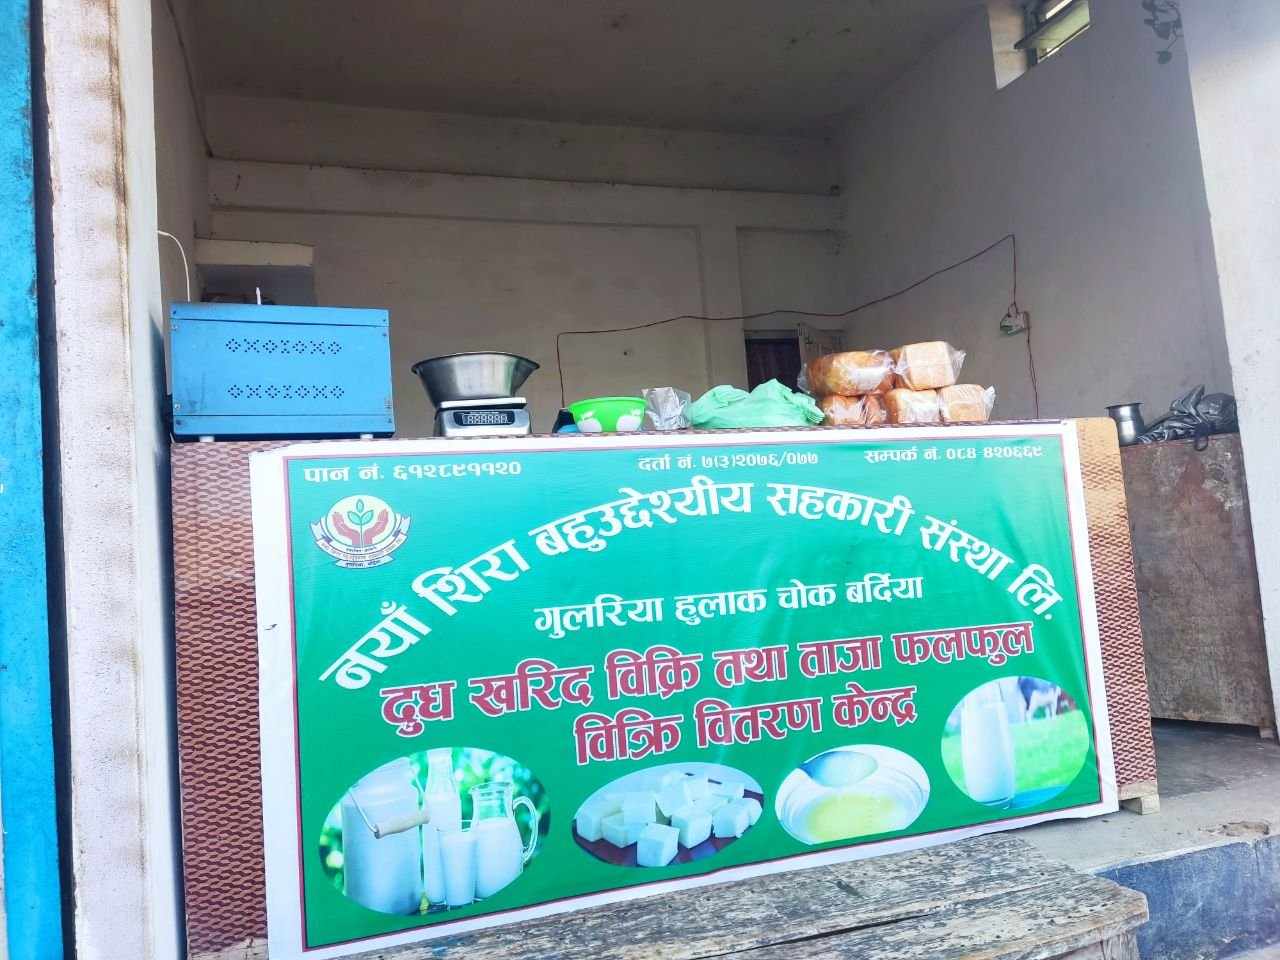 पान नं. ६१२८९११२०
दर्ता नं. ७(३)२०७६/०७७
सम्पर्क नं. ०८४ ४२०६६९
नयाँ शिरा बहुउद्देश्यीय सहकारी संस्था लि.
गुलरिया हुलाक चोक बर्दिया
दुध खरिद विक्रि तथा ताजा फलफुल
विक्रि वितरण केन्द्र